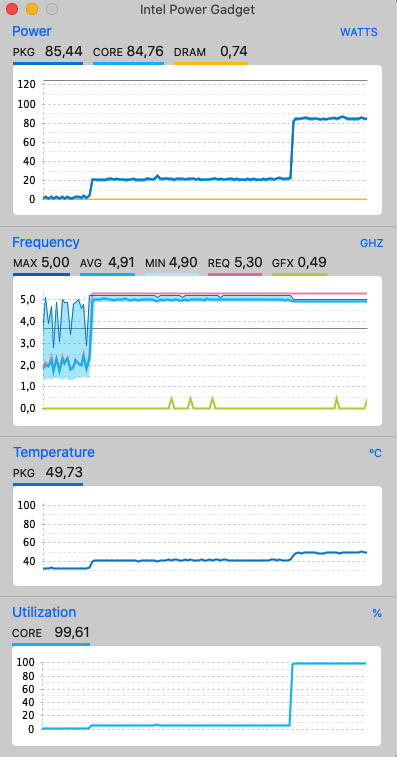 Intel Power Gadget
Power WATTS
PKG 85,44 CORE 84,76 DRAM 0,74
120
100
80
60
40
20
0
Frequency GHZ
MAX 5,00 AVG 4,91 MIN 4,90 REQ 5,30 GFX 0,49
5,0
4,0
3,0
2,0
1,0
0,0
Temperature ºC
PKG 49,73
100
80
60
40
Utilization %
CORE 99,61
100
80
60
40
20
0